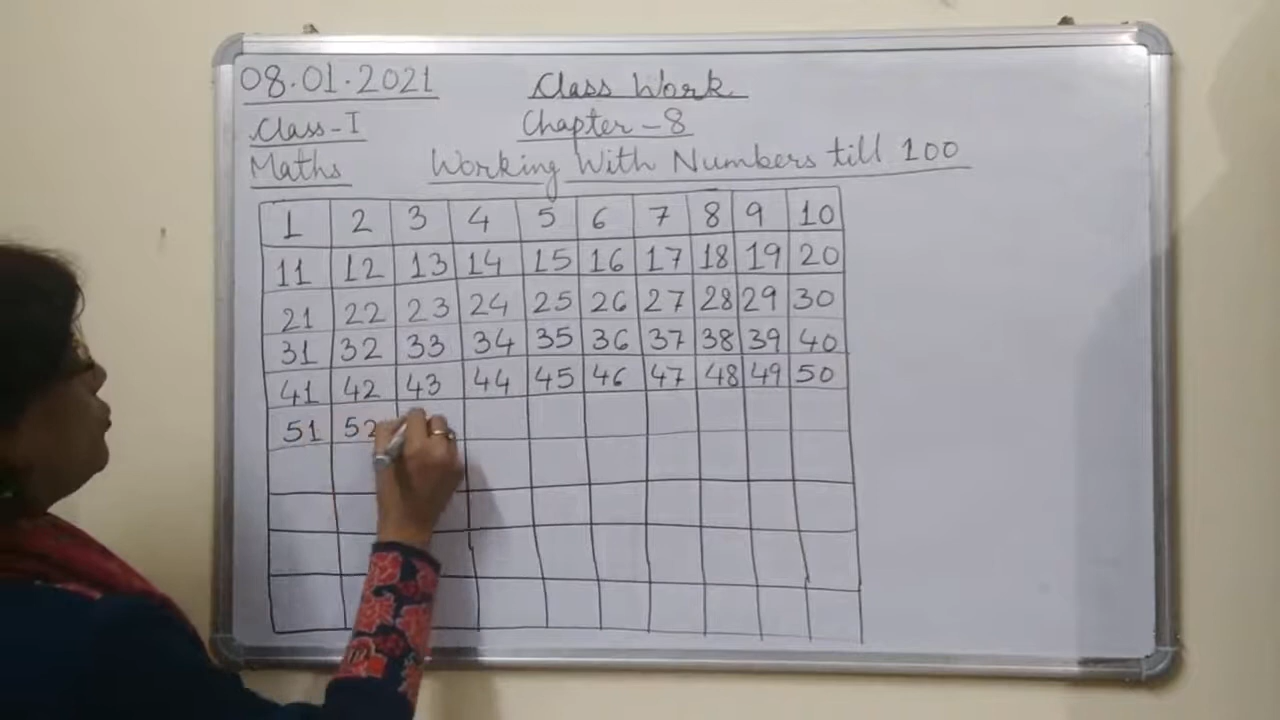 08.01.2021 Class Work
Class-I Chapter-8
Maths Working With Numbers till 100
1 2 3 4 5 6 7 8 9 10
11 12 13 14 15 16 17 18 19 20
21 22 23 24 25 26 27 28 29 30
31 32 33 34 35 36 37 38 39 40
41 42 43 44 45 46 47 48 49 50
51 52